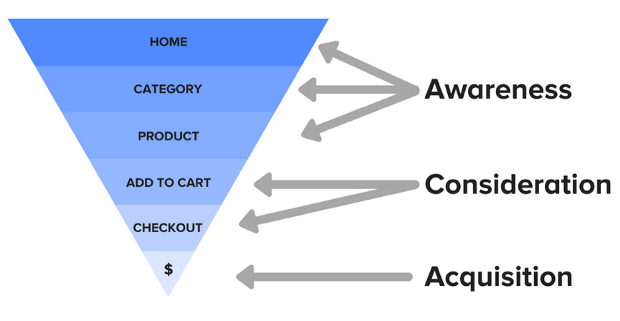 HOME
CATEGORY
PRODUCT
ADD TO CART
CHECKOUT
$
Awareness
Consideration
Acquisition